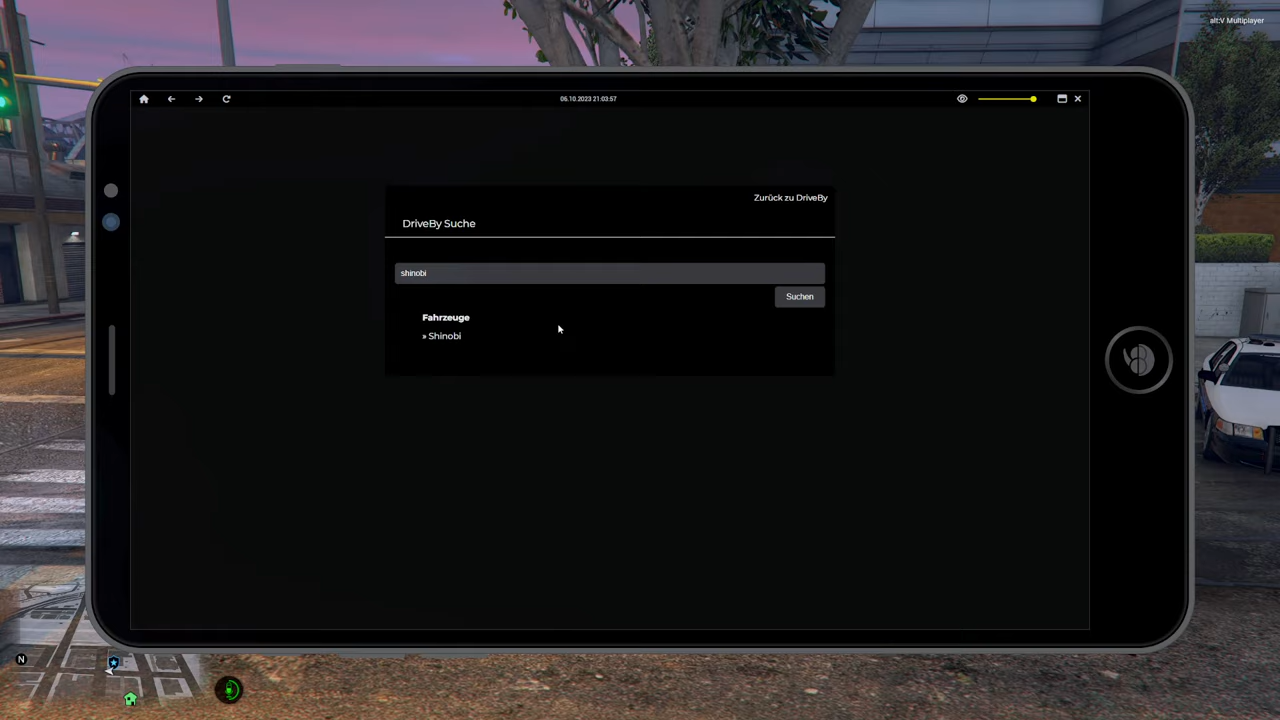 alt:V Multiplayer
06.10.2023 21:03:57
Zurück zu DriveBy
DriveBy Suche
shinobi
Suchen
Fahrzeuge
» Shinobi
N